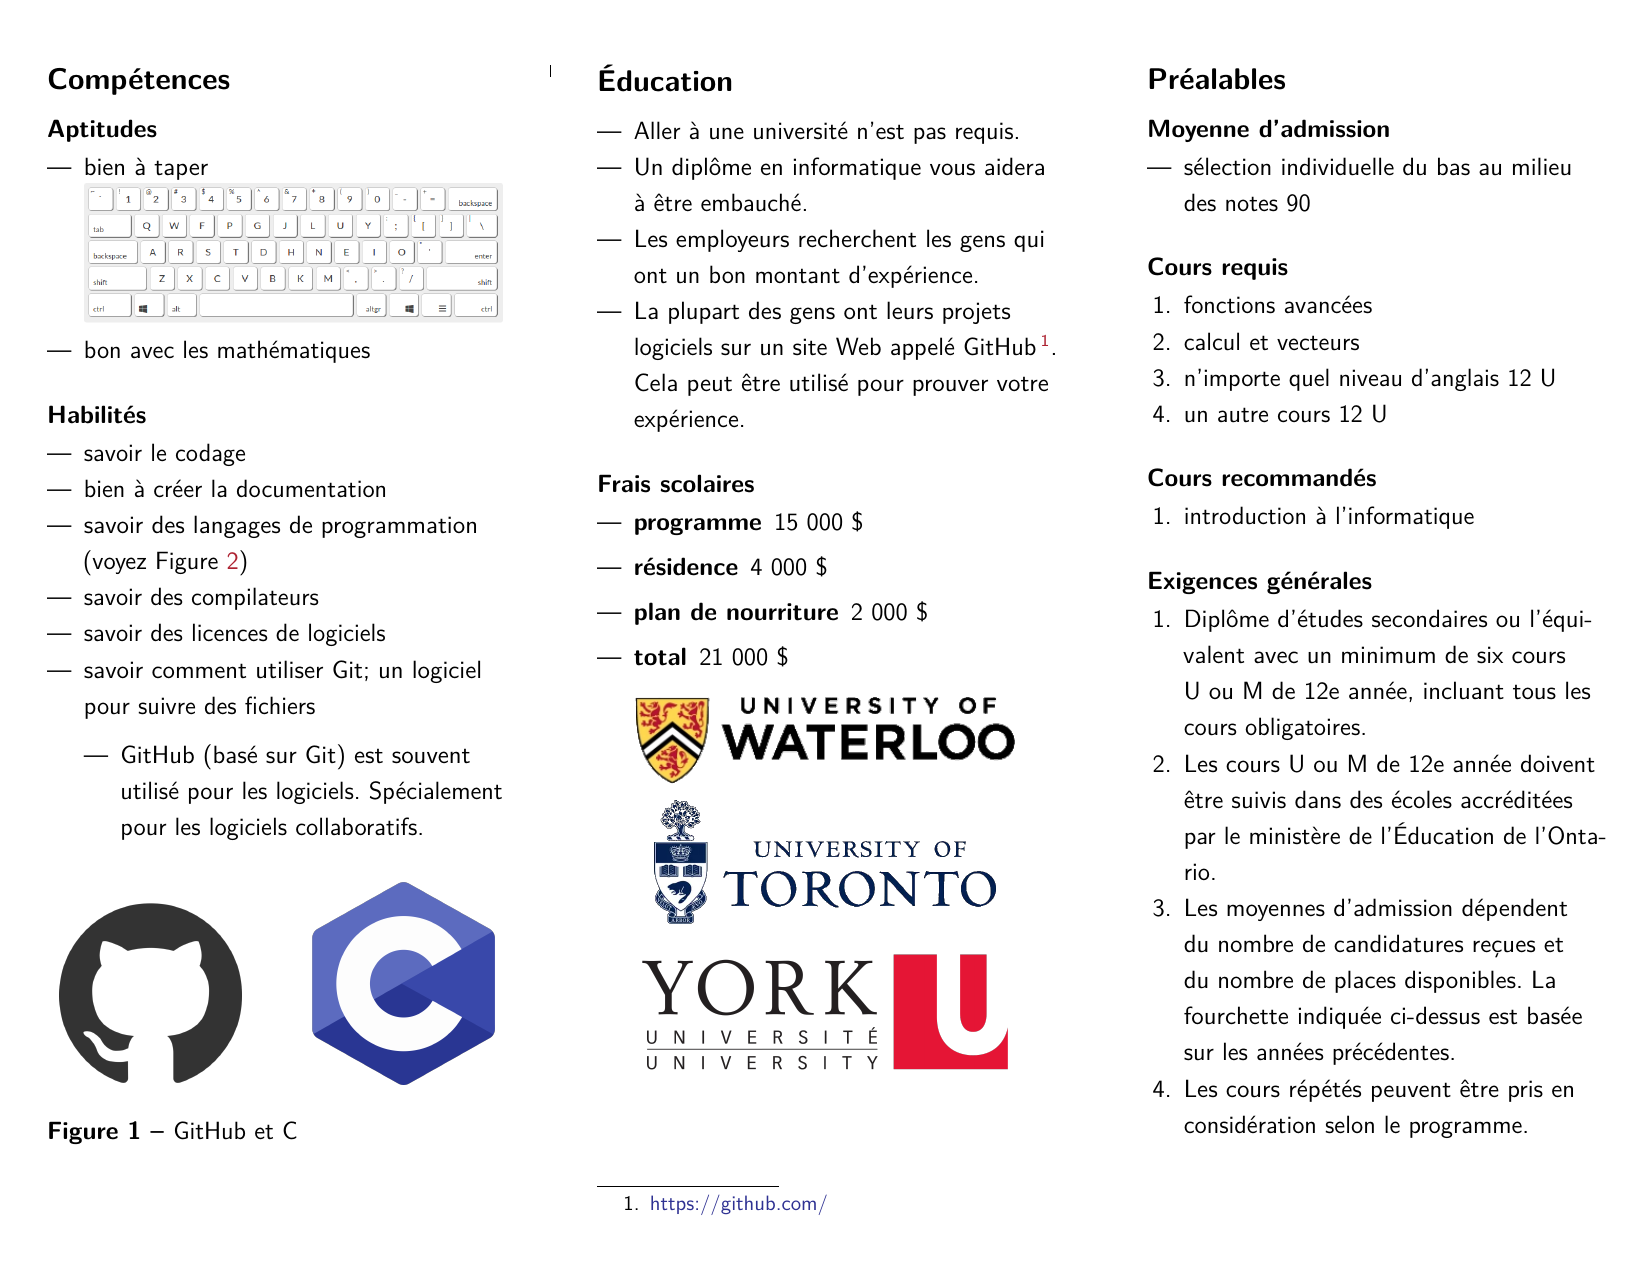 Compétences
Aptitudes
— bien à taper
~ ` ! 1 @ 2 # 3 $ 4 % 5 ^ 6 & 7 * 8 ( 9 ) 0 _ - + = backspace
tab Q W F P G J L U Y : ; { [ } ] | \
backspace A R S T D H N E I O " ' enter
shift Z X C V B K M < , > . ? / shift
ctrl alt altgr ctrl
— bon avec les mathématiques
Habilités
— savoir le codage
— bien à créer la documentation
— savoir des langages de programmation
(voyez Figure 2)
— savoir des compilateurs
— savoir des licences de logiciels
— savoir comment utiliser Git; un logiciel
pour suivre des fichiers
— GitHub (basé sur Git) est souvent
utilisé pour les logiciels. Spécialement
pour les logiciels collaboratifs.
C
Figure 1 – GitHub et C
Éducation
— Aller à une université n'est pas requis.
— Un diplôme en informatique vous aidera
à être embauché.
— Les employeurs recherchent les gens qui
ont un bon montant d'expérience.
— La plupart des gens ont leurs projets
logiciels sur un site Web appelé GitHub 1.
Cela peut être utilisé pour prouver votre
expérience.
Frais scolaires
— programme 15 000 $
— résidence 4 000 $
— plan de nourriture 2 000 $
— total 21 000 $
UNIVERSITY OF
WATERLOO
UNIVERSITY OF
TORONTO
YORK U
UNIVERSITÉ
UNIVERSITY
1. https://github.com/
Préalables
Moyenne d'admission
— sélection individuelle du bas au milieu
des notes 90
Cours requis
1. fonctions avancées
2. calcul et vecteurs
3. n'importe quel niveau d'anglais 12 U
4. un autre cours 12 U
Cours recommandés
1. introduction à l'informatique
Exigences générales
1. Diplôme d'études secondaires ou l'équi-
valent avec un minimum de six cours
U ou M de 12e année, incluant tous les
cours obligatoires.
2. Les cours U ou M de 12e année doivent
être suivis dans des écoles accréditées
par le ministère de l'Éducation de l'Onta-
rio.
3. Les moyennes d'admission dépendent
du nombre de candidatures reçues et
du nombre de places disponibles. La
fourchette indiquée ci-dessus est basée
sur les années précédentes.
4. Les cours répétés peuvent être pris en
considération selon le programme.